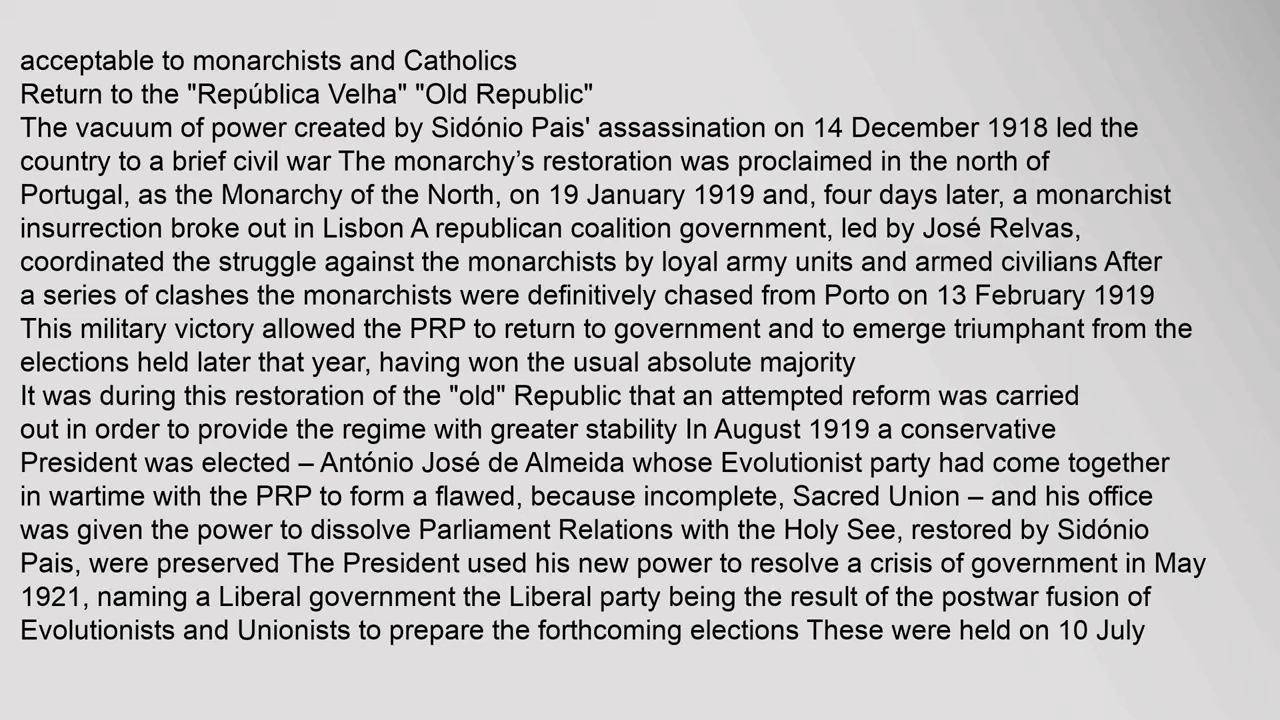 acceptable to monarchists and Catholics
Return to the "República Velha" "Old Republic"
The vacuum of power created by Sidónio Pais' assassination on 14 December 1918 led the
country to a brief civil war The monarchy’s restoration was proclaimed in the north of
Portugal, as the Monarchy of the North, on 19 January 1919 and, four days later, a monarchist
insurrection broke out in Lisbon A republican coalition government, led by José Relvas,
coordinated the struggle against the monarchists by loyal army units and armed civilians After
a series of clashes the monarchists were definitively chased from Porto on 13 February 1919
This military victory allowed the PRP to return to government and to emerge triumphant from the
elections held later that year, having won the usual absolute majority
It was during this restoration of the "old" Republic that an attempted reform was carried
out in order to provide the regime with greater stability In August 1919 a conservative
President was elected – António José de Almeida whose Evolutionist party had come together
in wartime with the PRP to form a flawed, because incomplete, Sacred Union – and his office
was given the power to dissolve Parliament Relations with the Holy See, restored by Sidónio
Pais, were preserved The President used his new power to resolve a crisis of government in May
1921, naming a Liberal government the Liberal party being the result of the postwar fusion of
Evolutionists and Unionists to prepare the forthcoming elections These were held on 10 July